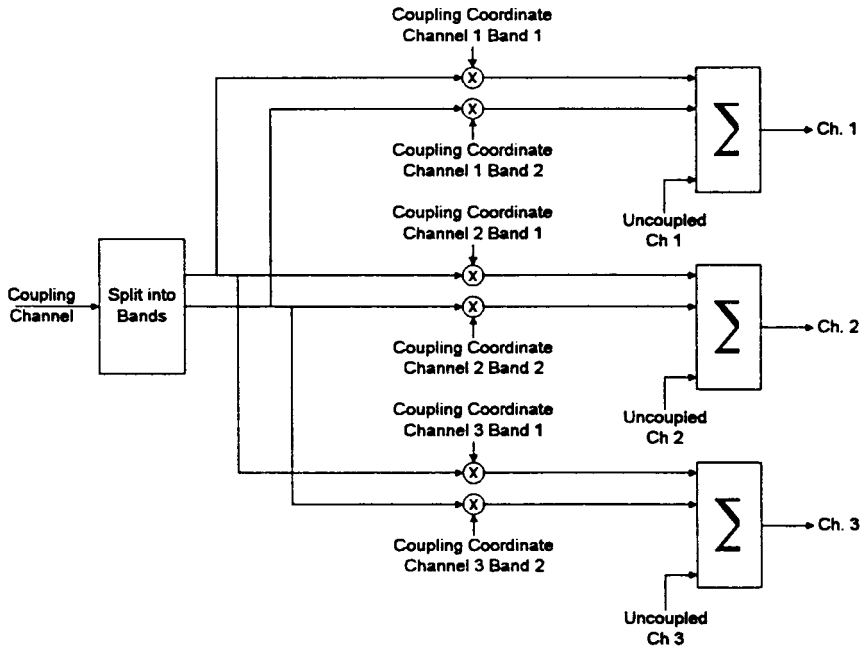 Coupling Coordinate
Channel 1 Band 1
X
X
Σ
Ch. 1
Coupling Coordinate
Channel 1 Band 2
Uncoupled
Ch 1
Coupling Coordinate
Channel 2 Band 1
Coupling
Channel
Split into
Bands
X
X
Σ
Ch. 2
Coupling Coordinate
Channel 2 Band 2
Uncoupled
Ch 2
Coupling Coordinate
Channel 3 Band 1
X
X
Σ
Ch. 3
Coupling Coordinate
Channel 3 Band 2
Uncoupled
Ch 3